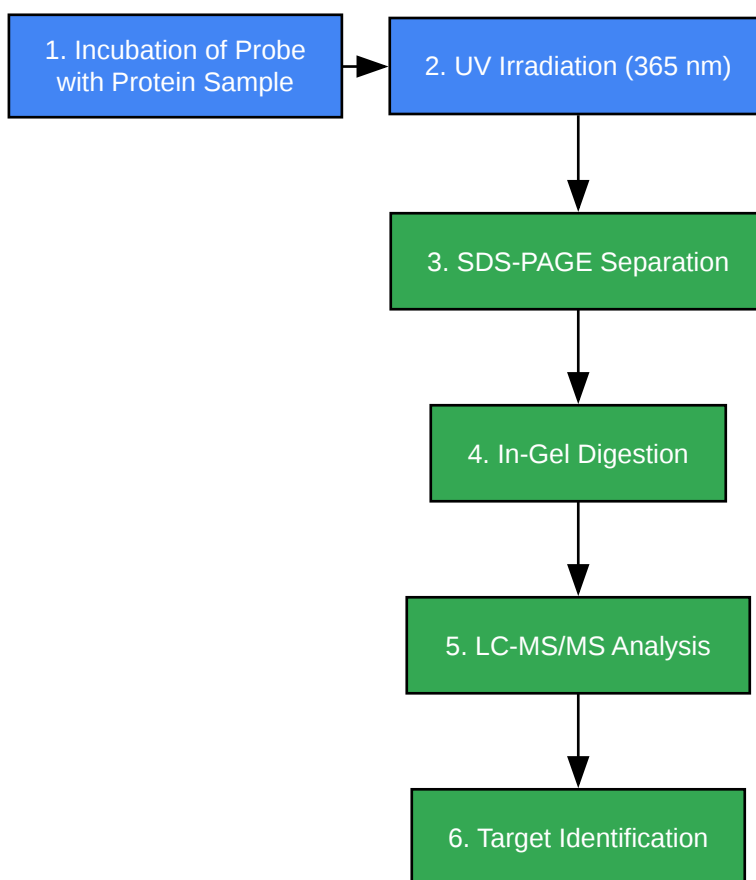 1. Incubation of Probe
with Protein Sample
2. UV Irradiation (365 nm)
3. SDS-PAGE Separation
4. In-Gel Digestion
5. LC-MS/MS Analysis
6. Target Identification